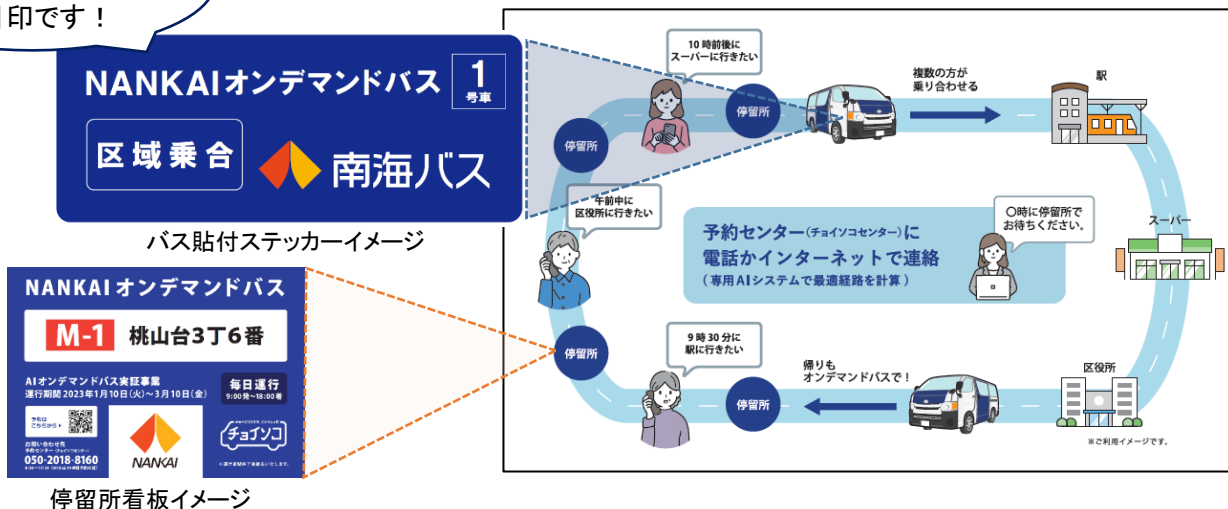 印です！
NANKAIオンデマンドバス
1
号車
区域乗合
南海バス
バス貼付ステッカーイメージ
NANKAIオンデマンドバス
M-1 桃山台3丁6番
AIオンデマンドバス実証事業
運行期間 2023年1月10日(火)～3月10日(金)
毎日運行
9:00発～18:00着
予約は
こちらから
お問い合わせ先
予約センター(チョイソコセンター)
050-2018-8160
チョイソコ
NANKAI
停留所看板イメージ
10時前後に
スーパーに行きたい
停留所
複数の方が
乗り合わせる
駅
停留所
午前中に
区役所に行きたい
予約センター(チョイソコセンター)に
電話かインターネットで連絡
(専用AIシステムで最適経路を計算)
〇時に停留所で
お待ちください。
スーパー
停留所
9時30分に
駅に行きたい
停留所
帰りも
オンデマンドバスで！
区役所
※ご利用イメージです。